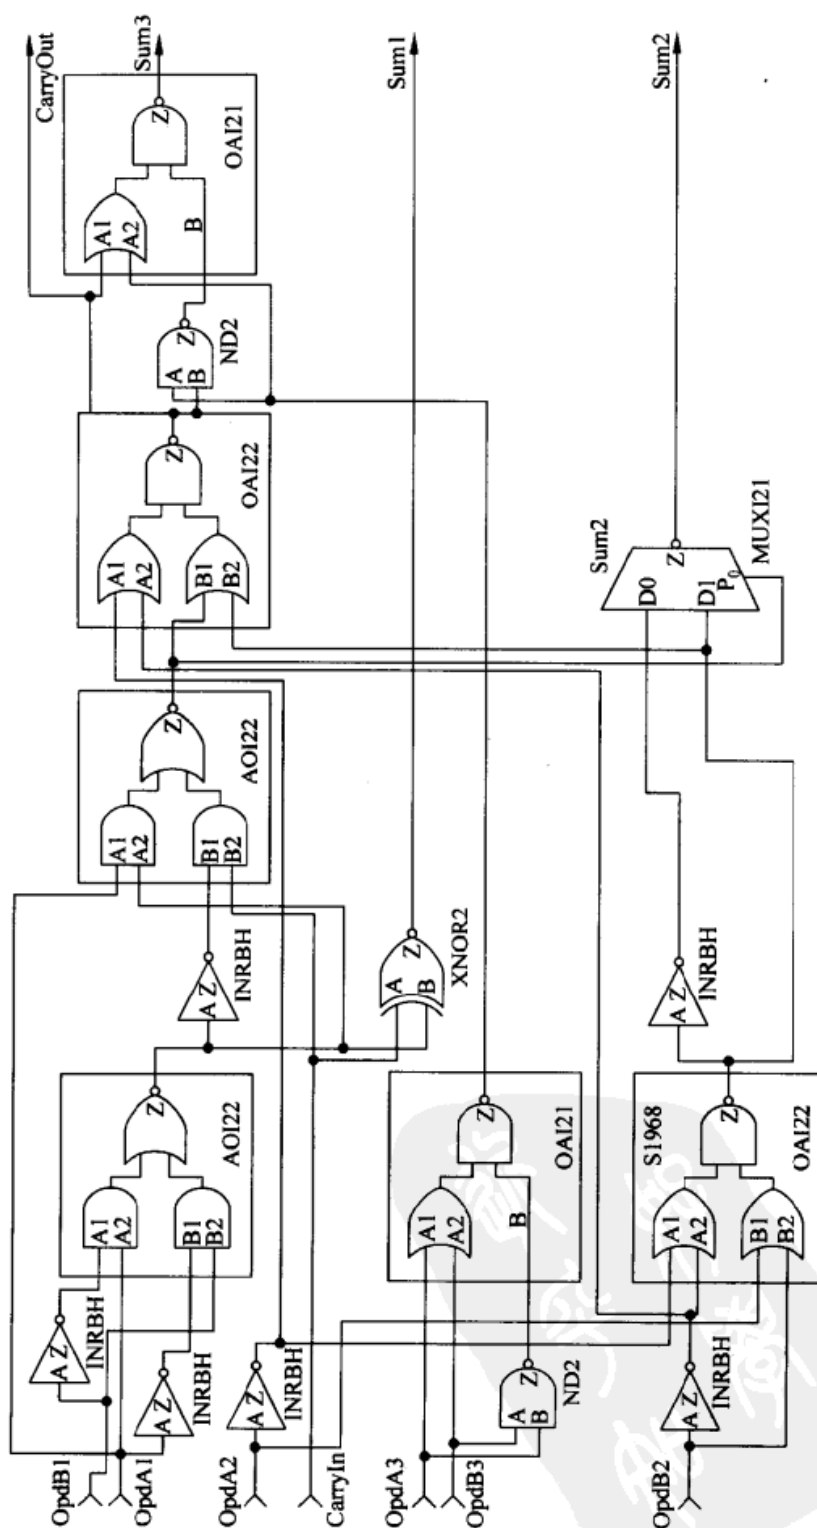 CarryOut
Sum3
Z
OAI21
A1
A2
B
Z
ND2
A
B
Z
OAI22
A1
A2
B1
B2
Z
AOI22
A1
A2
B1
B2
A Z
INRBH
Z
AOI22
A1
A2
B1
B2
A Z
INRBH
A Z
INRBH
OpdB1
OpdA1
Sum1
Z
XNOR2
A
B
A Z
INRBH
OpdA2
CarryIn
Z
OAI21
A1
A2
B
Z
ND2
A
B
OpdA3
OpdB3
Sum2
Sum2
Z
MUXI21
D0
D1
P0
A Z
INRBH
S1968
Z
OAI22
A1
A2
B1
B2
A Z
INRBH
OpdB2